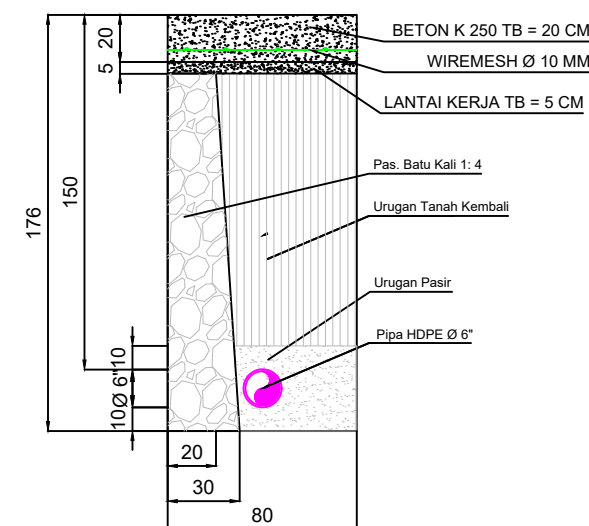 BETON K 250 TB = 20 CM
WIREMESH Ø 10 MM
LANTAI KERJA TB = 5 CM
Pas. Batu Kali 1: 4
Urugan Tanah Kembali
Urugan Pasir
Pipa HDPE Ø 6"
20
5
150
176
10
Ø 6"
10
20
30
80